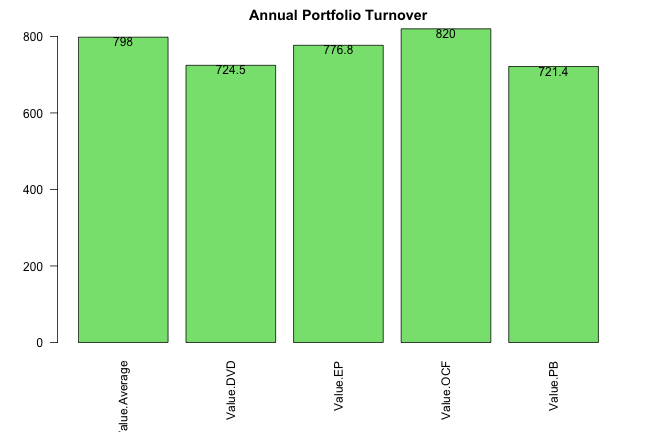 Annual Portfolio Turnover
800
600
400
200
0
798
724.5
776.8
820
721.4
alue.Average
Value.DVD
Value.EP
Value.OCF
Value.PB